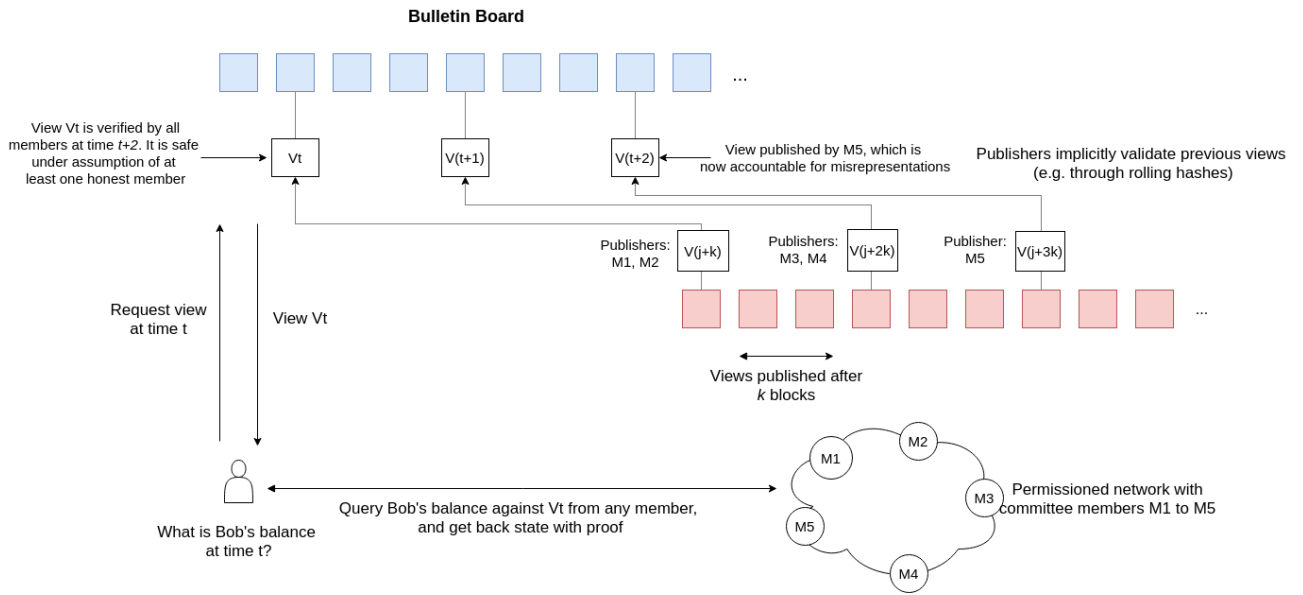 Bulletin Board
...
View Vt is verified by all
members at time t+2. It is safe
under assumption of at
least one honest member
Vt
V(t+1)
V(t+2)
View published by M5, which is
now accountable for misrepresentations
Publishers implicitly validate previous views
(e.g. through rolling hashes)
Publishers:
M1, M2
V(j+k)
Publishers:
M3, M4
V(j+2k)
Publisher:
M5
V(j+3k)
...
Request view
at time t
View Vt
Views published after
k blocks
What is Bob's balance
at time t?
Query Bob's balance against Vt from any member,
and get back state with proof
M1
M2
M3
M4
M5
Permissioned network with
committee members M1 to M5